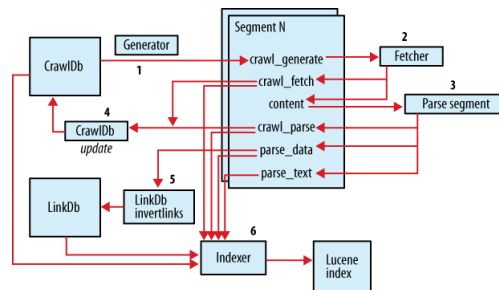 Segment N
Generator
2
crawl_generate
Fetcher
CrawlDb
1
crawl_fetch
3
content
Parse segment
4
CrawlDb
update
crawl_parse
parse_data
parse_text
5
LinkDb
LinkDb
invertlinks
6
Indexer
Lucene
index